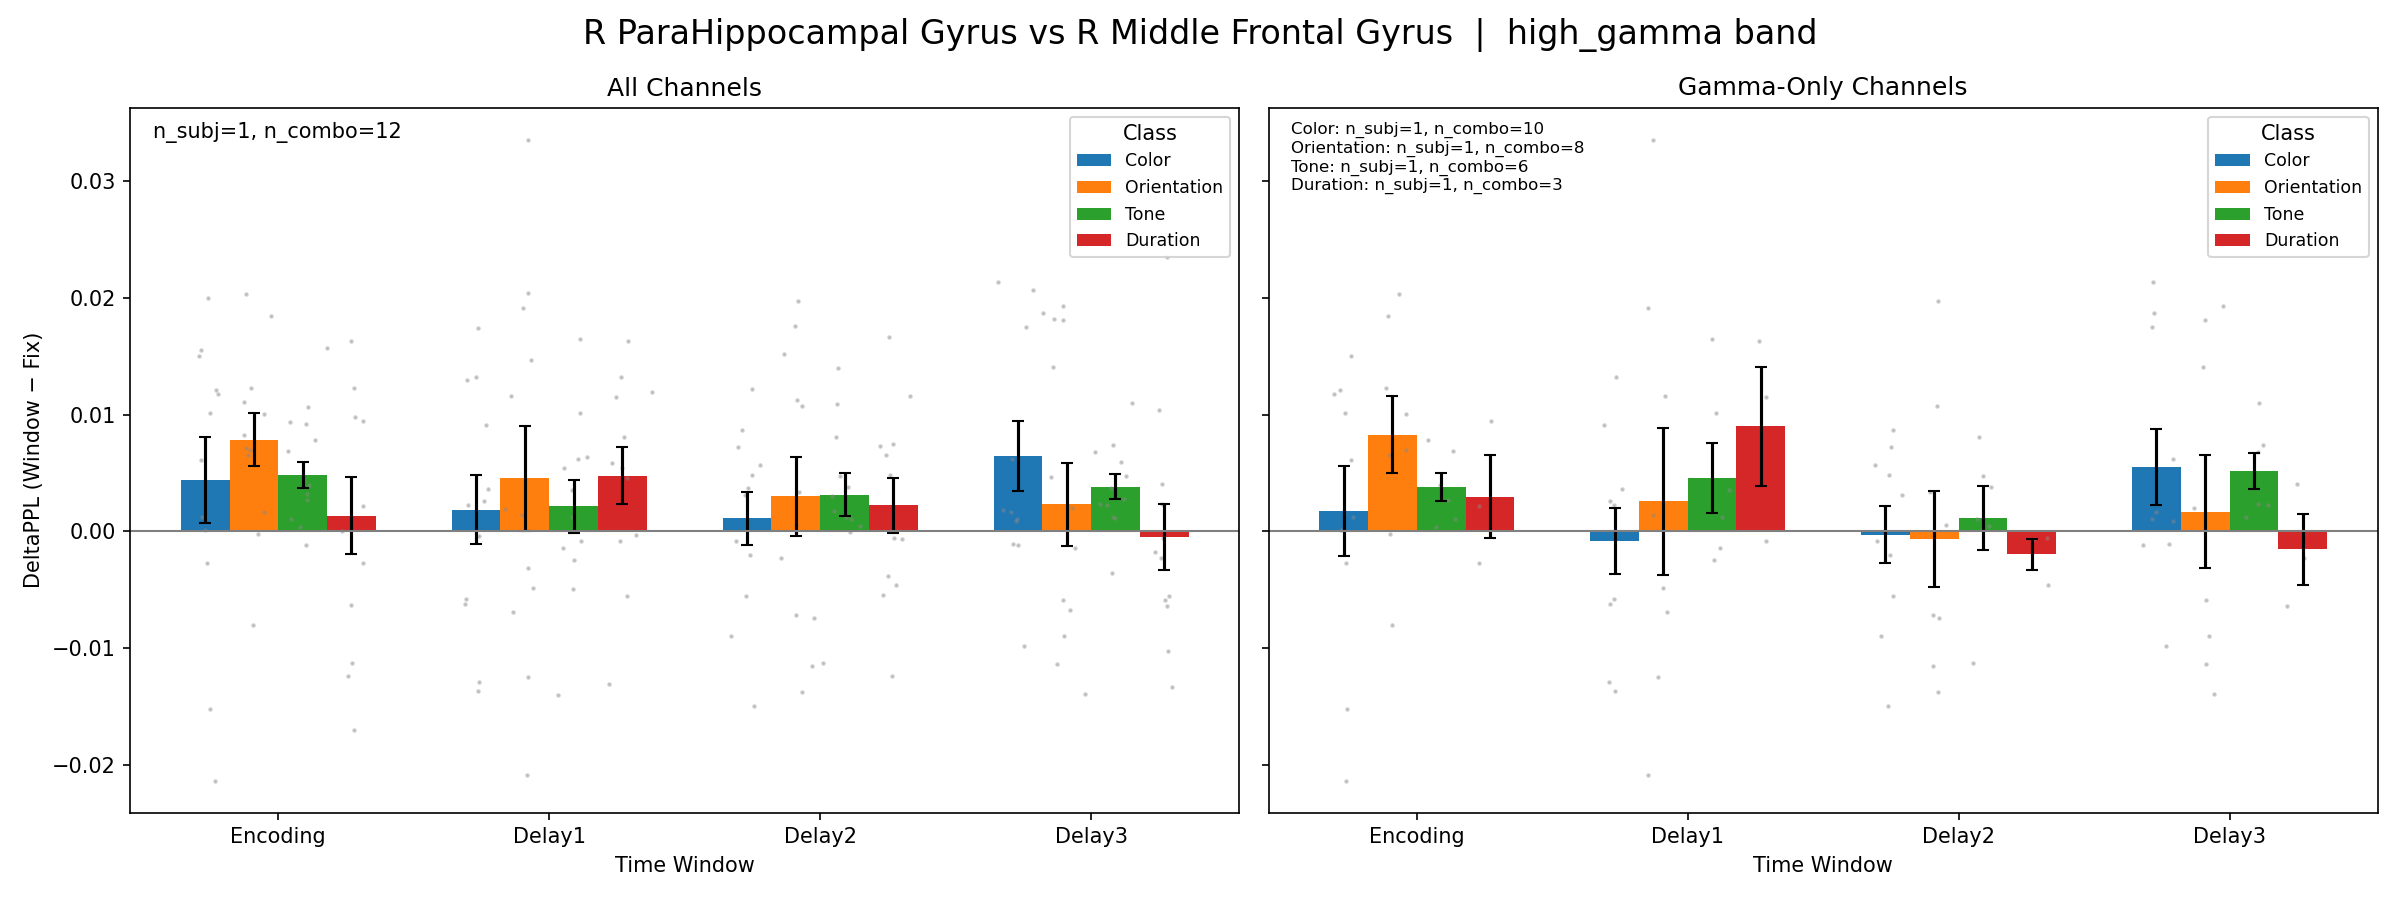 R ParaHippocampal Gyrus vs R Middle Frontal Gyrus | high_gamma band
All Channels
n_subj=1, n_combo=12
Class
Color
Orientation
Tone
Duration
DeltaPPL (Window − Fix)
0.03
0.02
0.01
0.00
−0.01
−0.02
Encoding
Delay1
Delay2
Delay3
Time Window
Gamma-Only Channels
Color: n_subj=1, n_combo=10
Orientation: n_subj=1, n_combo=8
Tone: n_subj=1, n_combo=6
Duration: n_subj=1, n_combo=3
Class
Color
Orientation
Tone
Duration
Encoding
Delay1
Delay2
Delay3
Time Window